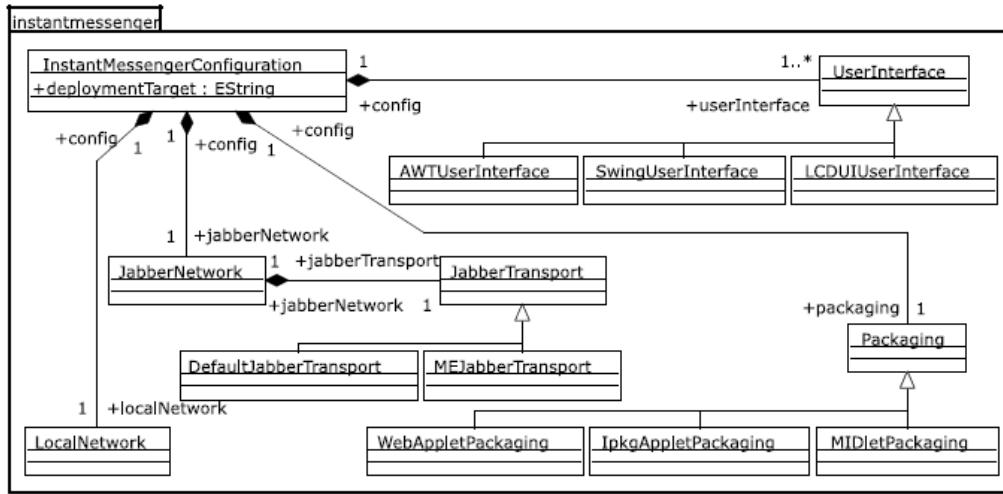 instantmessenger
InstantMessengerConfiguration
+deploymentTarget : EString
1
+config
1..*
+userInterface
UserInterface
AWTUserInterface
SwingUserInterface
LCDUIUserInterface
+config
1
1
+config
1
+config
1
+jabberNetwork
JabberNetwork
1
+jabberTransport
+jabberNetwork
1
JabberTransport
DefaultJabberTransport
MEJabberTransport
+packaging
1
Packaging
1
+localNetwork
LocalNetwork
WebAppletPackaging
IpkgAppletPackaging
MIDletPackaging